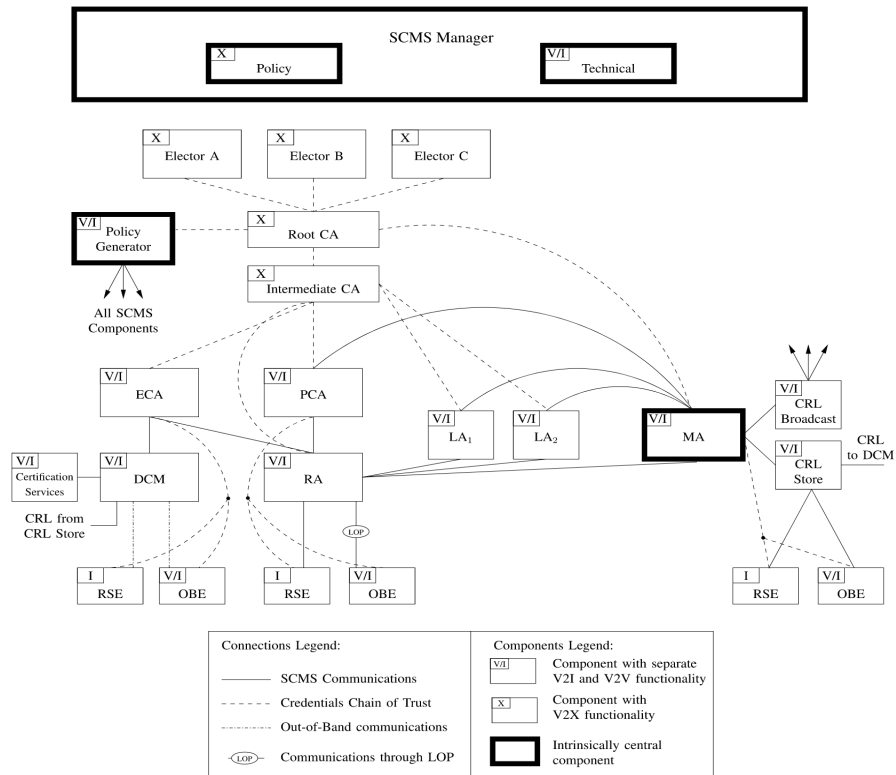 SCMS Manager
X
Policy
V/I
Technical
X
Elector A
X
Elector B
X
Elector C
V/I
Policy
Generator
X
Root CA
X
Intermediate CA
All SCMS
Components
V/I
ECA
V/I
PCA
V/I
LA1
V/I
LA2
V/I
MA
V/I
CRL
Broadcast
V/I
CRL
Store
CRL
to DCM
V/I
Certification
Services
V/I
DCM
V/I
RA
CRL from
CRL Store
LOP
I
RSE
V/I
OBE
I
RSE
V/I
OBE
I
RSE
V/I
OBE
Connections Legend:
SCMS Communications
Credentials Chain of Trust
Out-of-Band communications
LOP
Communications through LOP
Components Legend:
V/I
Component with separate
V2I and V2V functionality
X
Component with
V2X functionality
Intrinsically central
component